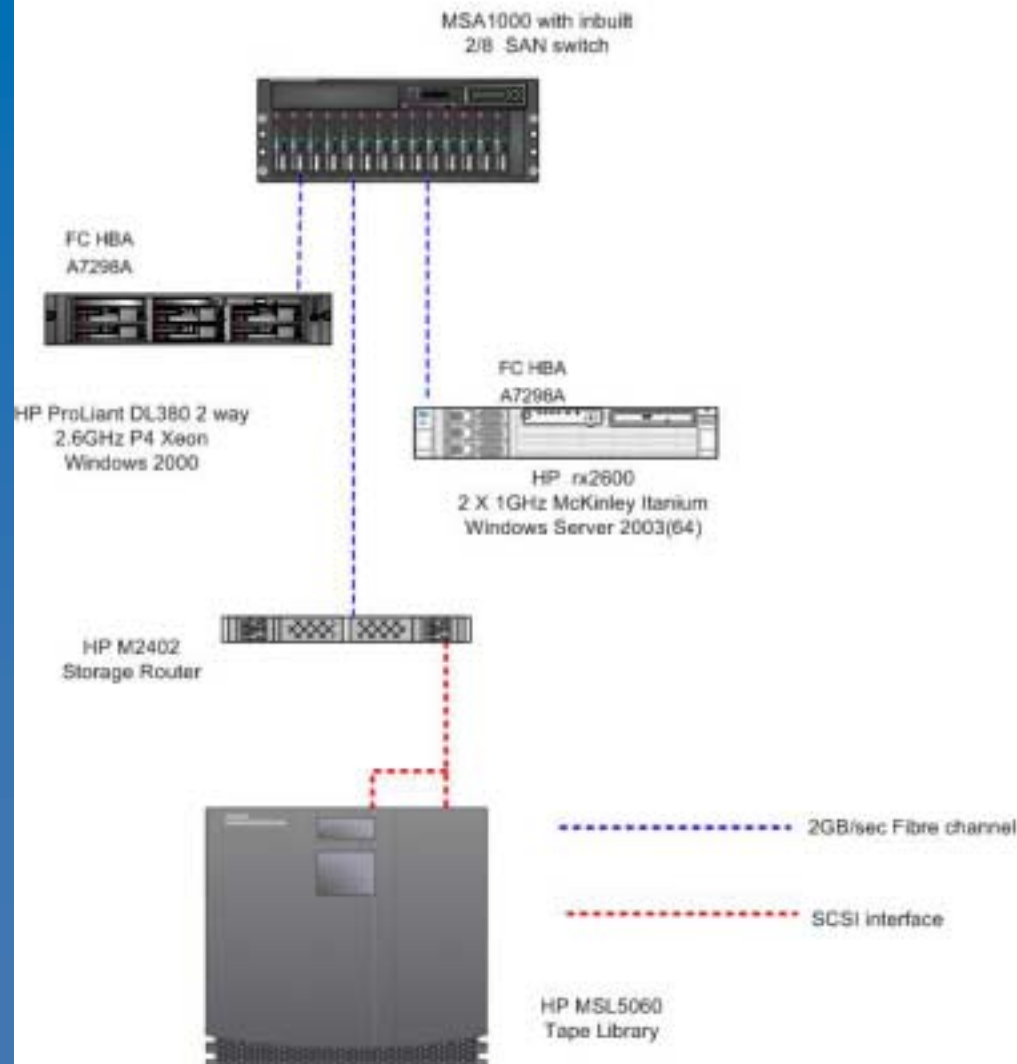 MSA1000 with inbuilt
2/8 SAN switch
FC HBA
A7298A
HP ProLiant DL380 2 way
2.6GHz P4 Xeon
Windows 2000
FC HBA
A7298A
HP rx2600
2 X 1GHz McKinley Itanium
Windows Server 2003(64)
HP M2402
Storage Router
2GB/sec Fibre channel
SCSI interface
HP MSL5060
Tape Library